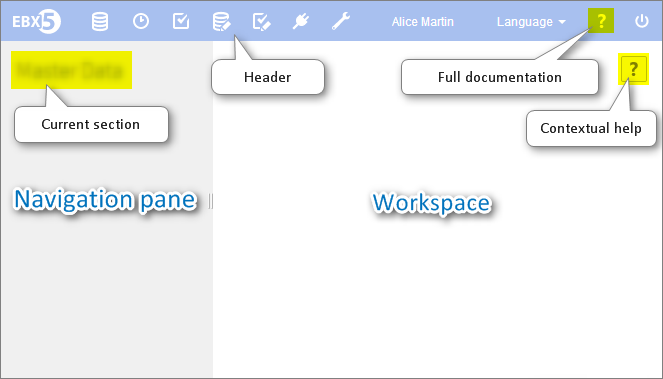 EBX5 Alice Martin Language ?
Master Data
Header
Full documentation
?
Current section
Contextual help
Navigation pane
Workspace